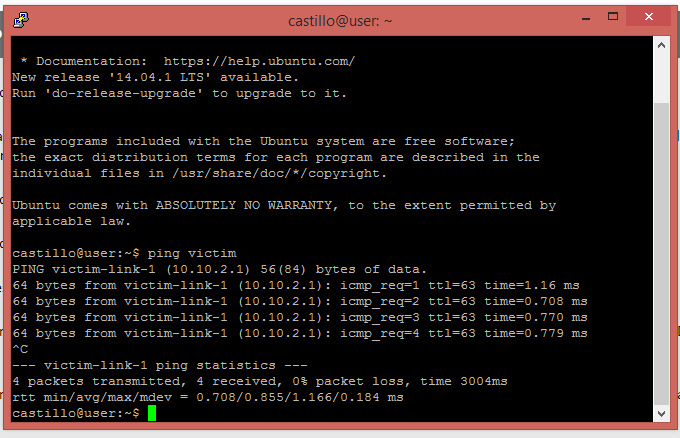 castillo@user: ~
* Documentation:  https://help.ubuntu.com/
New release '14.04.1 LTS' available.
Run 'do-release-upgrade' to upgrade to it.
The programs included with the Ubuntu system are free software;
the exact distribution terms for each program are described in the
individual files in /usr/share/doc/*/copyright.
Ubuntu comes with ABSOLUTELY NO WARRANTY, to the extent permitted by
applicable law.
castillo@user:~$ ping victim
PING victim-link-1 (10.10.2.1) 56(84) bytes of data.
64 bytes from victim-link-1 (10.10.2.1): icmp_req=1 ttl=63 time=1.16 ms
64 bytes from victim-link-1 (10.10.2.1): icmp_req=2 ttl=63 time=0.708 ms
64 bytes from victim-link-1 (10.10.2.1): icmp_req=3 ttl=63 time=0.770 ms
64 bytes from victim-link-1 (10.10.2.1): icmp_req=4 ttl=63 time=0.779 ms
^C
--- victim-link-1 ping statistics ---
4 packets transmitted, 4 received, 0% packet loss, time 3004ms
rtt min/avg/max/mdev = 0.708/0.855/1.166/0.184 ms
castillo@user:~$